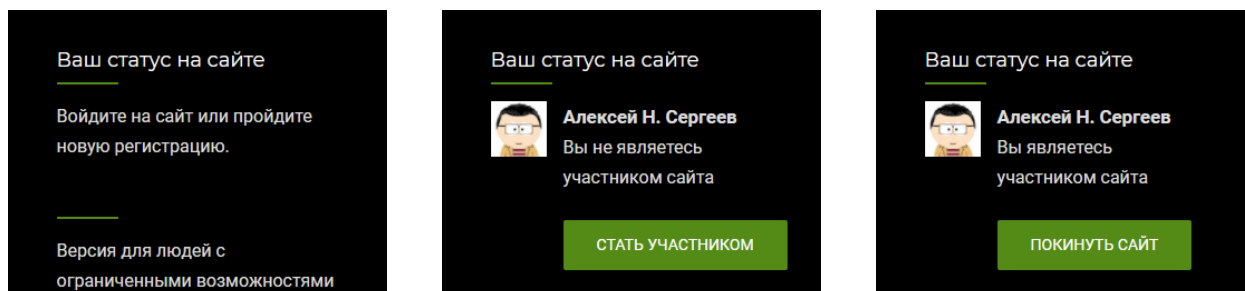 Ваш статус на сайте
Войдите на сайт или пройдите
новую регистрацию.
Версия для людей с
ограниченными возможностями
Ваш статус на сайте
Алексей Н. Сергеев
Вы не являетесь
участником сайта
СТАТЬ УЧАСТНИКОМ
Ваш статус на сайте
Алексей Н. Сергеев
Вы являетесь
участником сайта
ПОКИНУТЬ САЙТ